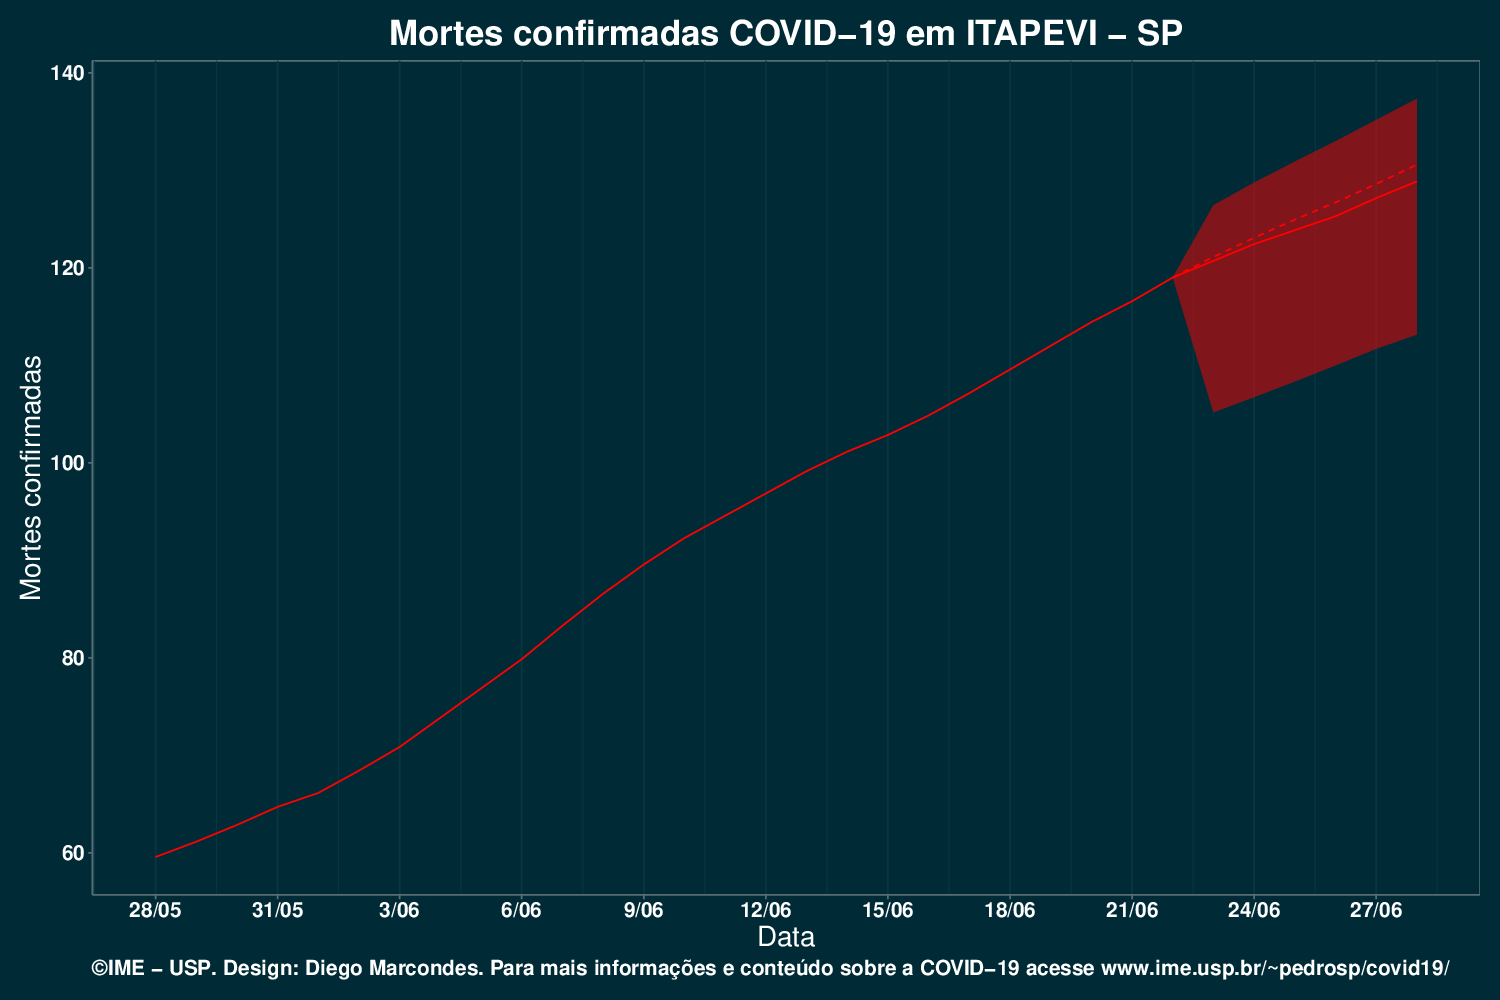 Mortes confirmadas COVID−19 em ITAPEVI − SP
Mortes confirmadas
140
120
100
80
60
28/05 31/05 3/06 6/06 9/06 12/06 15/06 18/06 21/06 24/06 27/06
Data
©IME − USP. Design: Diego Marcondes. Para mais informações e conteúdo sobre a COVID−19 acesse www.ime.usp.br/~pedrosp/covid19/